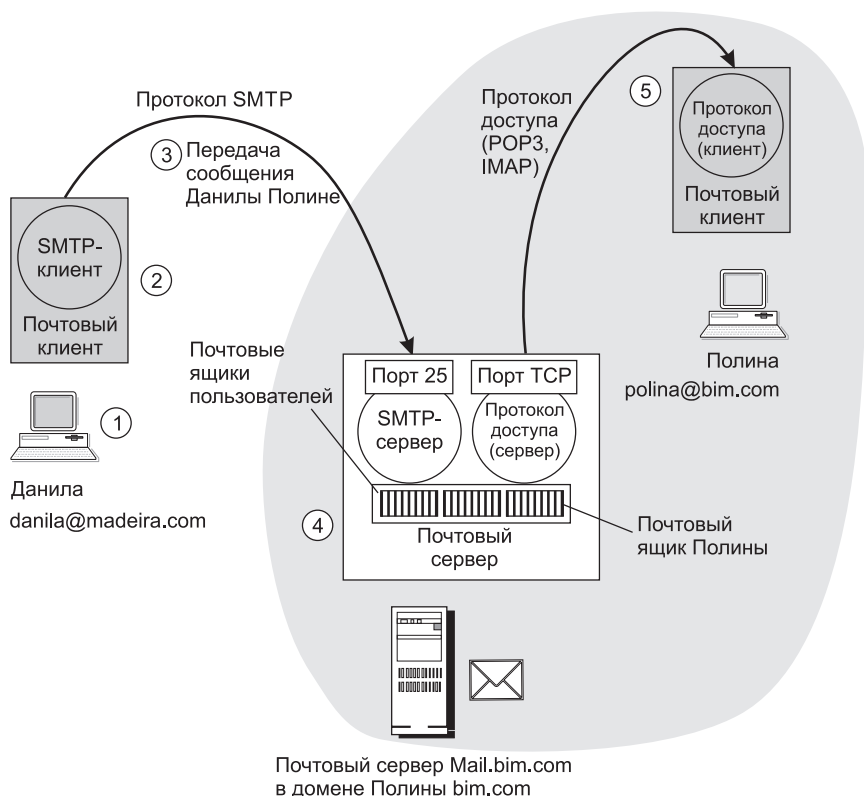 Протокол SMTP
3
Передача
сообщения
Данилы Полине
SMTP-
клиент
Почтовый
клиент
2
1
Данила
danila@madeira.com
Протокол
доступа
(POP3,
IMAP)
5
Протокол
доступа
(клиент)
Почтовый
клиент
Полина
polina@bim.com
Почтовые
ящики
пользователей
Порт 25
Порт TCP
SMTP-
сервер
Протокол
доступа
(сервер)
4
Почтовый
сервер
Почтовый
ящик Полины
Почтовый сервер Mail.bim.com
в домене Полины bim.com